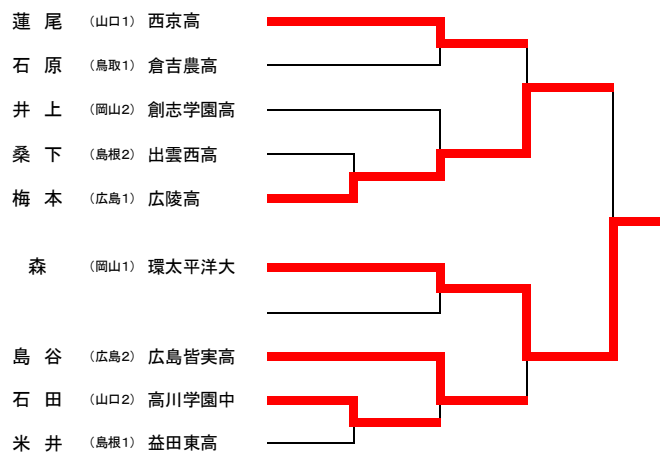 蓮尾 (山口1) 西京高
石原 (鳥取1) 倉吉農高
井上 (岡山2) 創志学園高
桑下 (島根2) 出雲西高
梅本 (広島1) 広陵高
森 (岡山1) 環太平洋大
島谷 (広島2) 広島皆実高
石田 (山口2) 高川学園中
米井 (島根1) 益田東高